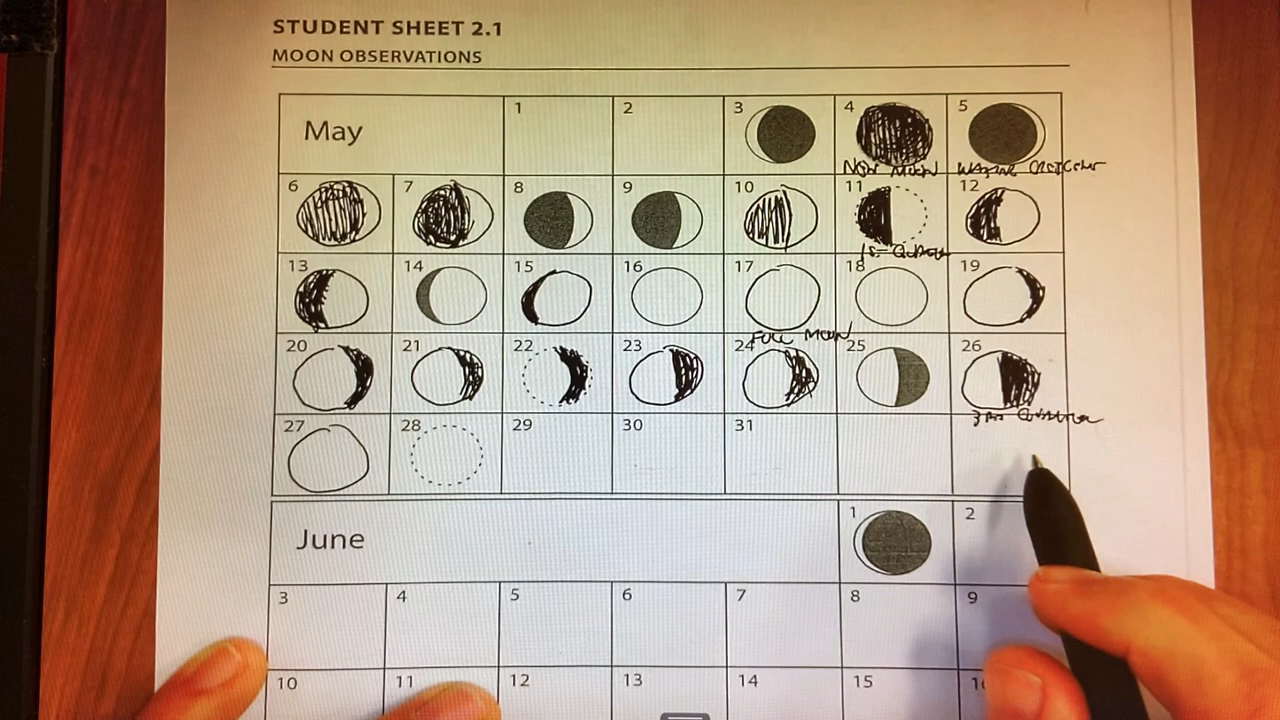 STUDENT SHEET 2.1
MOON OBSERVATIONS
May 1 2 3 4 5
NEW MOON WAXING CRESCENT
6 7 8 9 10 11 12
1st QUARTER
13 14 15 16 17 18 19
FULL MOON
20 21 22 23 24 25 26
3RD QUARTER
27 28 29 30 31
June 1 2
3 4 5 6 7 8 9
10 11 12 13 14 15